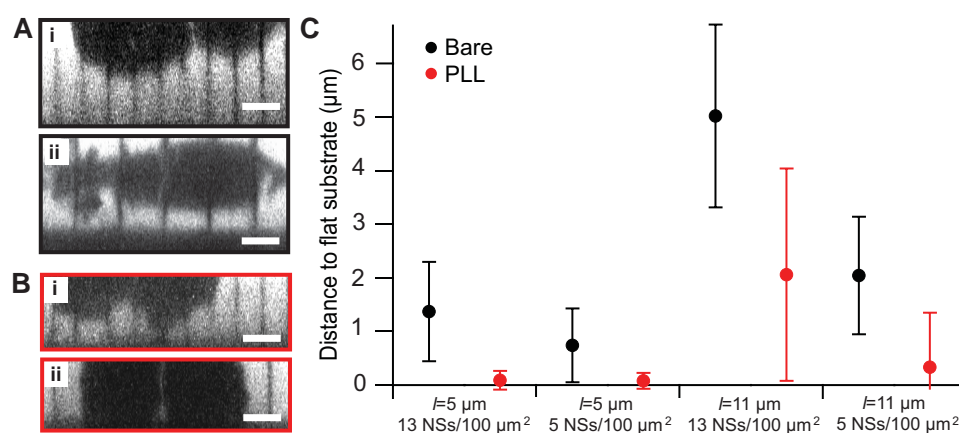 A
i
ii
B
i
ii
C
Bare
PLL
Distance to flat substrate (µm)
6
5
4
3
2
1
0
l=5 µm
13 NSs/100 µm²
l=5 µm
5 NSs/100 µm²
l=11 µm
13 NSs/100 µm²
l=11 µm
5 NSs/100 µm²